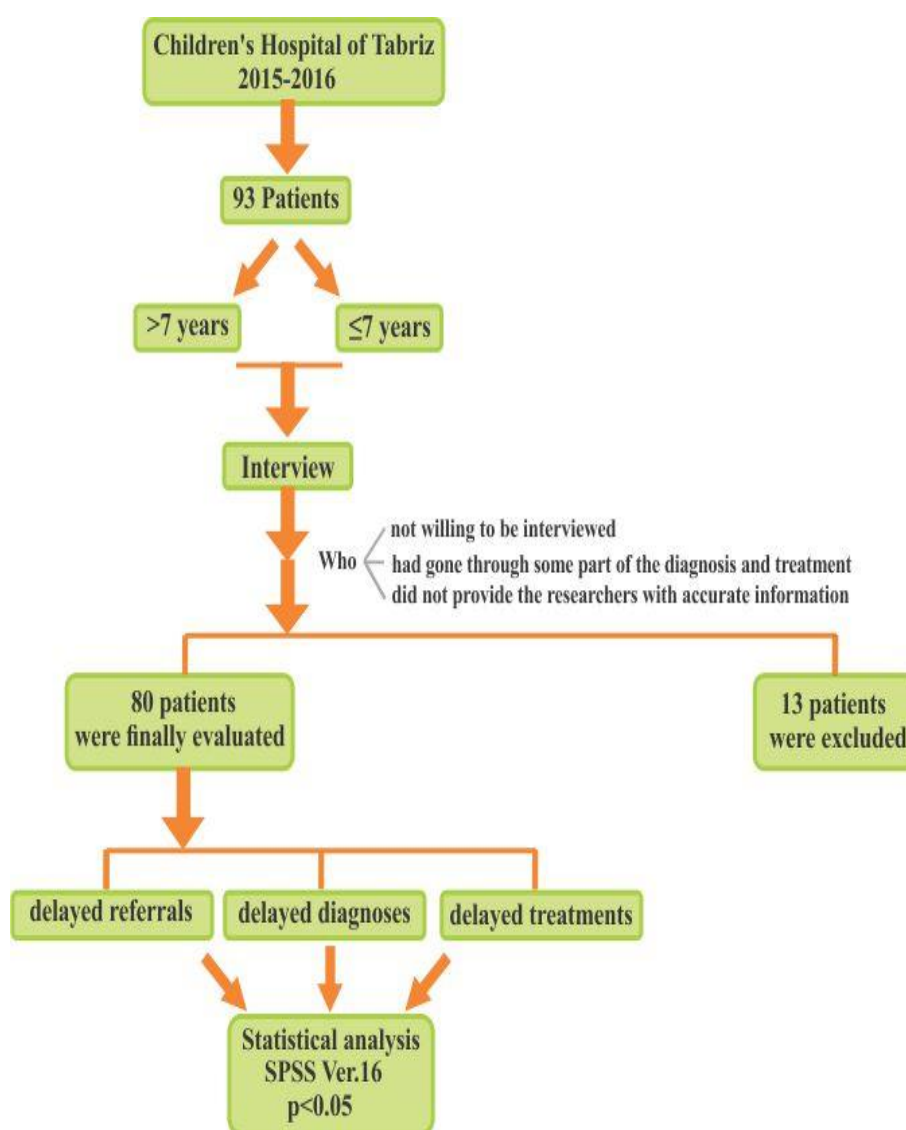 Children's Hospital of Tabriz
2015-2016
93 Patients
>7 years
≤7 years
Interview
Who
not willing to be interviewed
had gone through some part of the diagnosis and treatment
did not provide the researchers with accurate information
80 patients
were finally evaluated
13 patients
were excluded
delayed referrals
delayed diagnoses
delayed treatments
Statistical analysis
SPSS Ver.16
p<0.05